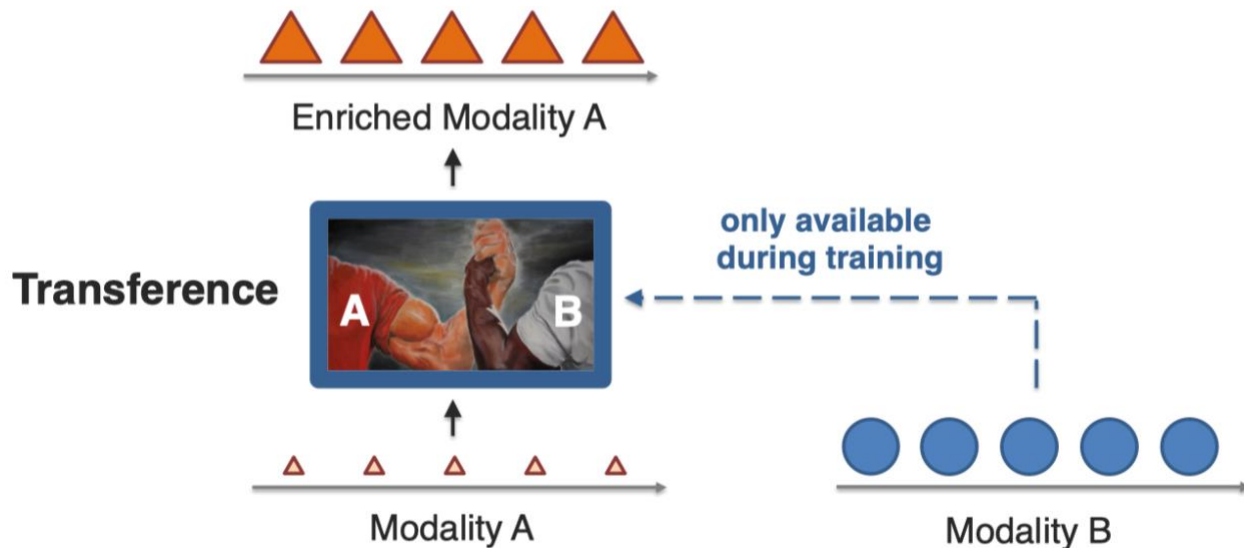 Enriched Modality A
only available
during training
Transference
A
B
Modality A
Modality B